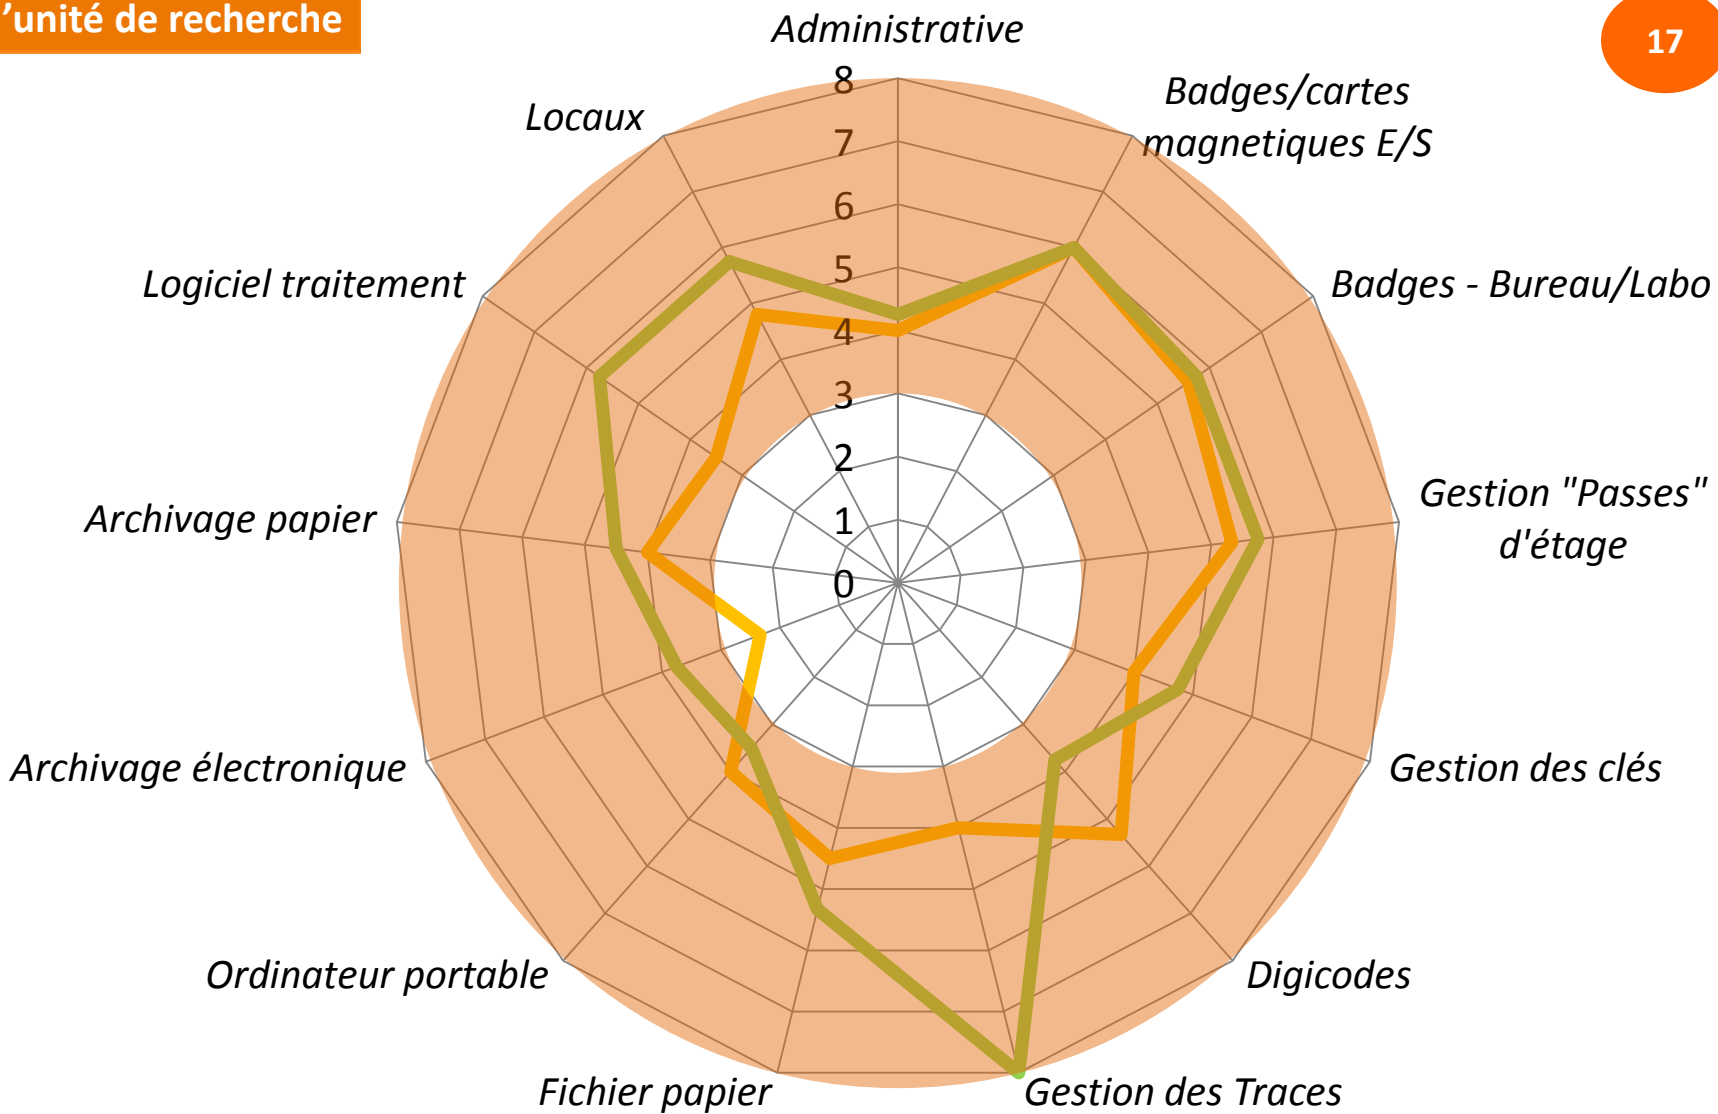 ’unité de recherche
17
Administrative
Badges/cartes
magnetiques E/S
Badges - Bureau/Labo
Gestion "Passes"
d'étage
Gestion des clés
Digicodes
Gestion des Traces
Fichier papier
Ordinateur portable
Archivage électronique
Archivage papier
Logiciel traitement
Locaux
8
7
6
5
4
3
2
1
0